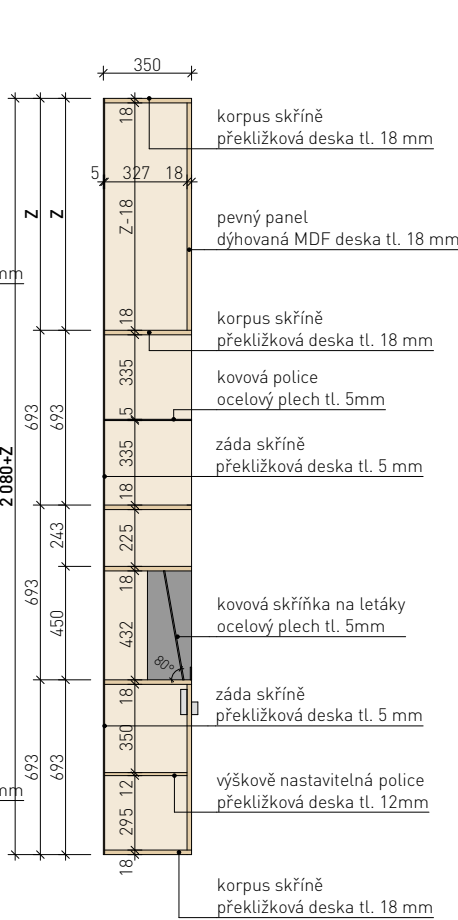 350
18
korpus skříně
překližková deska tl. 18 mm
5 327 18
Z
Z
Z-18
pevný panel
dýhovaná MDF deska tl. 18 mm
mm
18
korpus skříně
překližková deska tl. 18 mm
335
kovová police
ocelový plech tl. 5mm
693
693
5
2 080+Z
335
záda skříně
překližková deska tl. 5 mm
18
243
225
693
18
450
432
kovová skříňka na letáky
ocelový plech tl. 5mm
80°
18
záda skříně
překližková deska tl. 5 mm
350
693
693
12
výškově nastavitelná police
překližková deska tl. 12mm
mm
295
18
korpus skříně
překližková deska tl. 18 mm